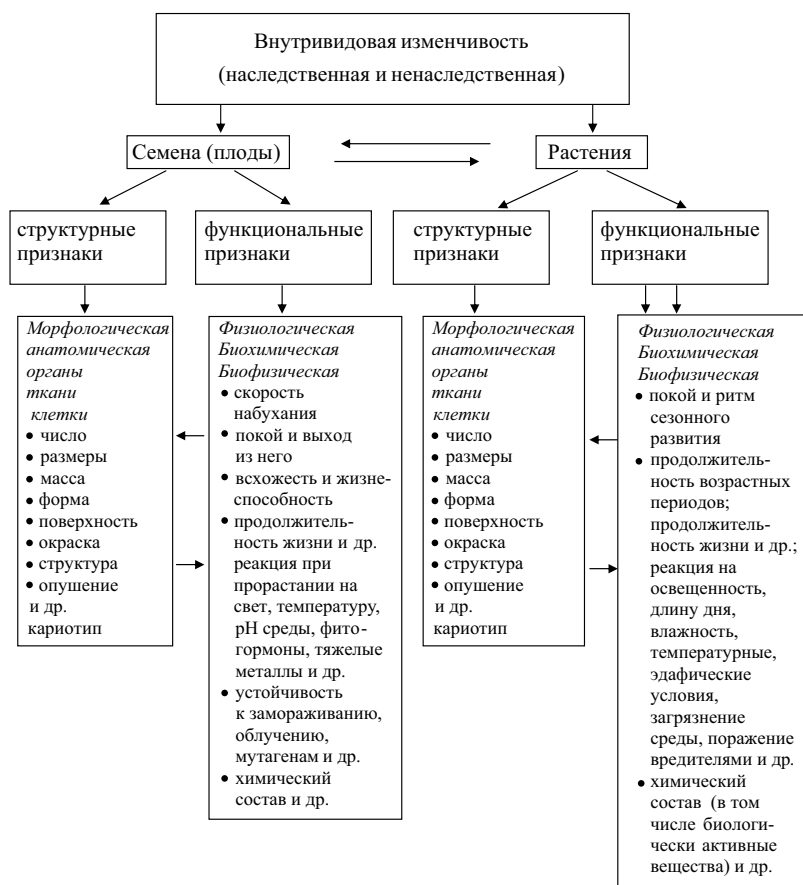 Внутривидовая изменчивость
(наследственная и ненаследственная)
Семена (плоды)
Растения
структурные
признаки
функциональные
признаки
структурные
признаки
функциональные
признаки
Морфологическая
анатомическая
органы
ткани
клетки
• число
• размеры
• масса
• форма
• поверхность
• окраска
• структура
• опушение
и др.
кариотип
Физиологическая
Биохимическая
Биофизическая
• скорость
набухания
• покой и выход
из него
• всхожесть и жизне-
способность
• продолжитель-
ность жизни и др.
реакция при
прорастании на
свет, температуру,
pH среды, фито-
гормоны, тяжелые
металлы и др.
• устойчивость
к замораживанию,
облучению,
мутагенам и др.
• химический
состав и др.
Морфологическая
анатомическая
органы
ткани
клетки
• число
• размеры
• масса
• форма
• поверхность
• окраска
• структура
• опушение
и др.
кариотип
Физиологическая
Биохимическая
Биофизическая
• покой и ритм
сезонного
развития
• продолжитель-
ность возрастных
периодов;
продолжитель-
ность жизни и др.;
реакция на
освещенность,
длину дня,
влажность,
температурные,
эдафические
условия,
загрязнение
среды, поражение
вредителями и др.
• химический
состав (в том
числе биологи-
чески активные
вещества) и др.